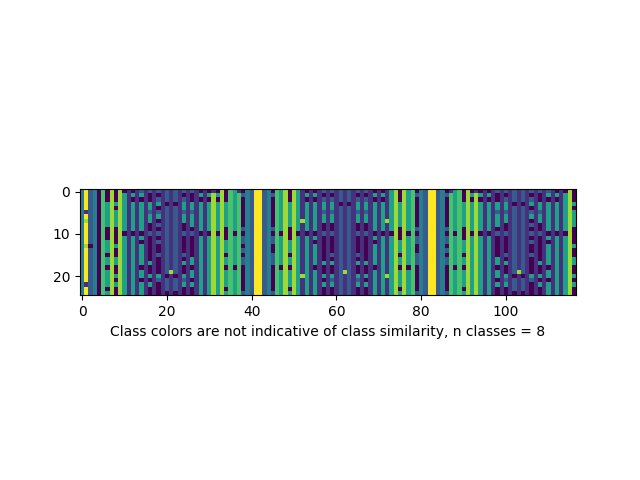 0
10
20
0 20 40 60 80 100
Class colors are not indicative of class similarity, n classes = 8